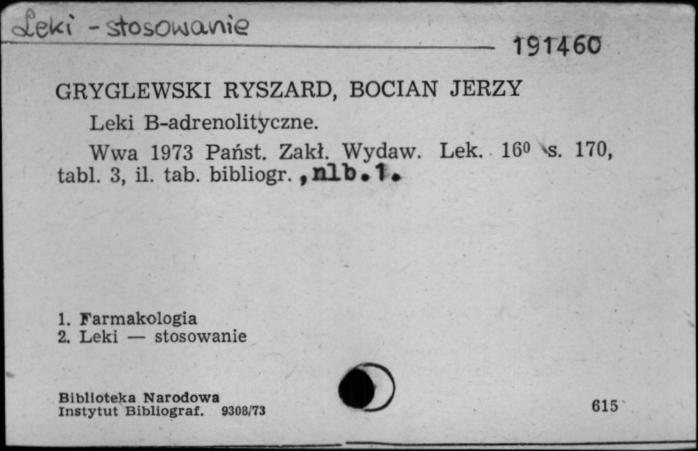 Leki - stosowanie
191460
GRYGLEWSKI RYSZARD, BOCIAN JERZY
Leki B-adrenolityczne.
Wwa 1973 Państ. Zakł. Wydaw. Lek. 16⁰ s. 170,
tabl. 3, il. tab. bibliogr. , nlb.1.
1. Farmakologia
2. Leki — stosowanie
Biblioteka Narodowa
Instytut Bibliograf. 9308/73
615